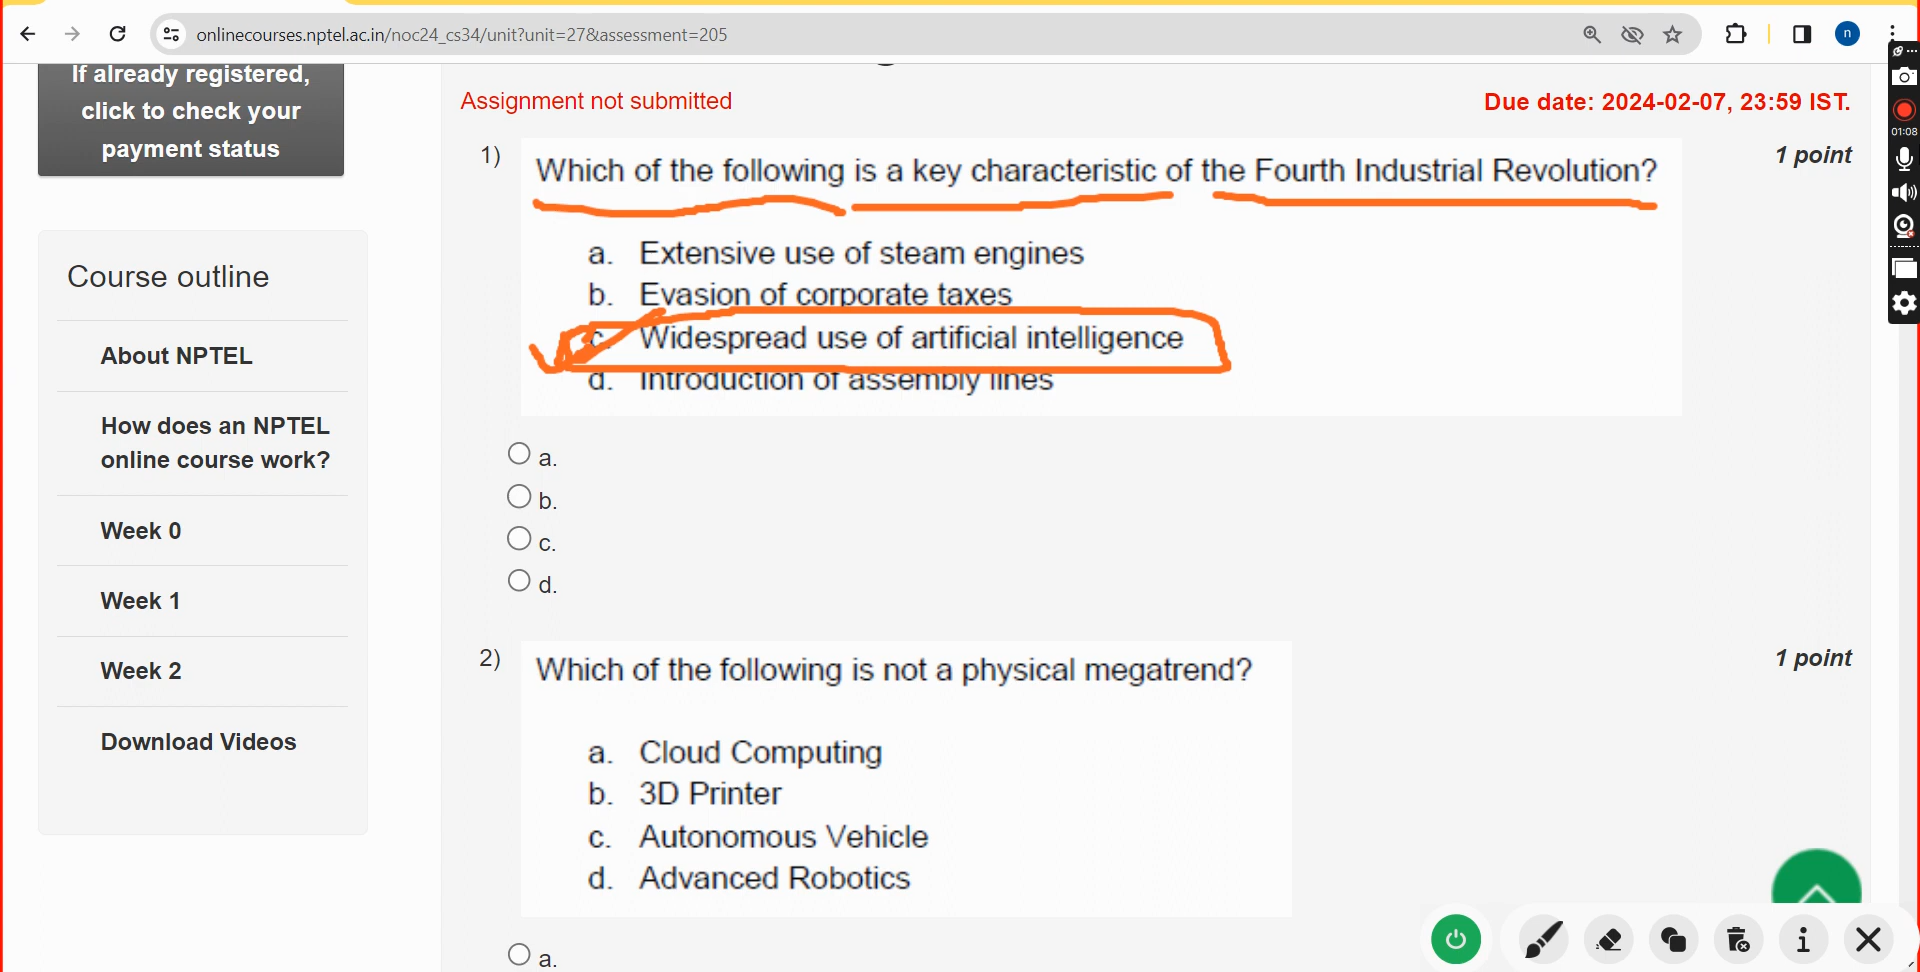 onlinecourses.nptel.ac.in/noc24_cs34/unit?unit=27&assessment=205
n
If already registered,
click to check your
payment status
Assignment not submitted
Due date: 2024-02-07, 23:59 IST.
01:08
Course outline
About NPTEL
How does an NPTEL
online course work?
Week 0
Week 1
Week 2
Download Videos
1)
Which of the following is a key characteristic of the Fourth Industrial Revolution?
1 point
a. Extensive use of steam engines
b. Evasion of corporate taxes
c. Widespread use of artificial intelligence
d. Introduction of assembly lines
a.
b.
c.
d.
2)
Which of the following is not a physical megatrend?
1 point
a. Cloud Computing
b. 3D Printer
c. Autonomous Vehicle
d. Advanced Robotics
a.